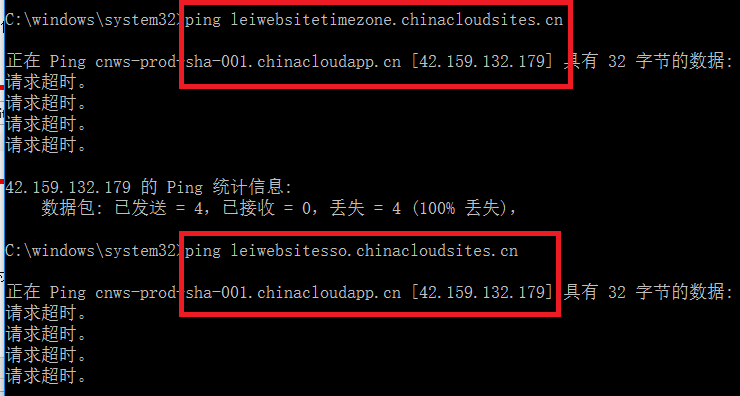 C:\windows\system32>ping leiwebsitetimezone.chinacloudsites.cn
正在 Ping cnws-prod-sha-001.chinacloudapp.cn [42.159.132.179] 具有 32 字节的数据:
请求超时。
请求超时。
请求超时。
请求超时。
42.159.132.179 的 Ping 统计信息:
数据包: 已发送 = 4，已接收 = 0，丢失 = 4 (100% 丢失)，
C:\windows\system32>ping leiwebsitesso.chinacloudsites.cn
正在 Ping cnws-prod-sha-001.chinacloudapp.cn [42.159.132.179] 具有 32 字节的数据:
请求超时。
请求超时。
请求超时。
请求超时。